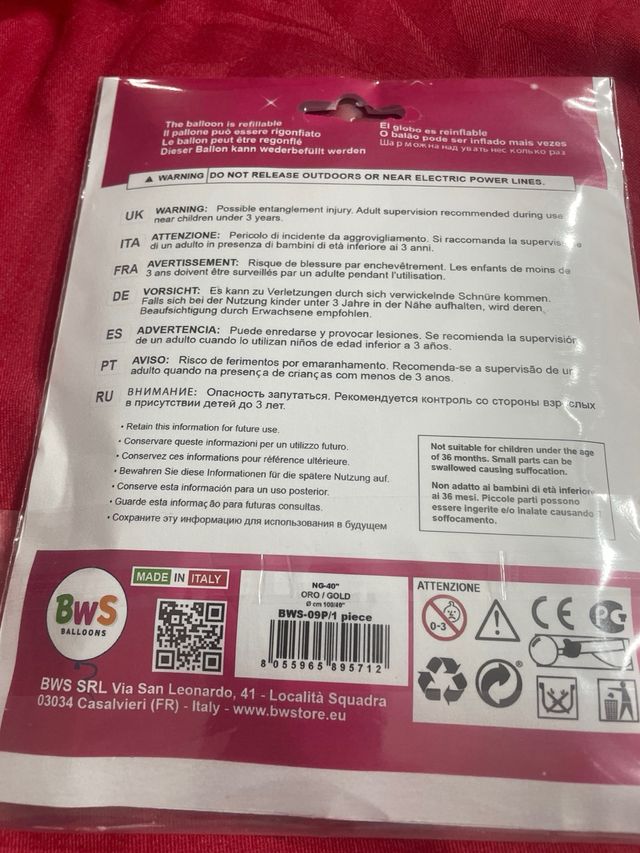 The balloon is refillable
Il pallone può essere rigonfiato
Le ballon peut être regonflé
Dieser Ballon kann wederbefüllt werden
El globo es reinflable
O balão pode ser inflado mais vezes
Шар можна над увать нес колько раз
WARNING DO NOT RELEASE OUTDOORS OR NEAR ELECTRIC POWER LINES.
UK WARNING: Possible entanglement injury. Adult supervision recommended during use
near children under 3 years.
ITA ATTENZIONE: Pericolo di incidente da aggrovigliamento. Si raccomanda la
di un adulto in presenza di bambini di età inferiore ai 3 anni.
FRA AVERTISSEMENT: Risque de blessure par enchevêtrement. Les enfants de moins de
3 ans doivent être surveillés par un adulte pendant l'utilisation.
DE VORSICHT: Es kann zu Verletzungen durch sich verwickelnde Schnüre kommen.
Falls sich bei der Nutzung kinder unter 3 Jahre in der Nähe aufhalten, wird deren
Beaufsichtigung durch Erwachsene empfohlen.
ES ADVERTENCIA: Puede enredarse y provocar lesiones. Se recomienda la supervisión
de un adulto cuando lo utilizan niños de edad inferior a 3 años.
PT AVISO: Risco de ferimentos por emaranhamento. Recomenda-se a supervisão de um
adulto quando na presença de crianças com menos de 3 anos.
RU ВНИМАНИЕ: Опасность запутаться. Рекомендуется контроль со стороны взрослых
в присутствии детей до 3 лет.
• Retain this information for future use.
• Conservare queste informazioni per un utilizzo futuro.
• Conservez ces informations pour référence ultérieure.
• Bewahren Sie diese Informationen für die spätere Nutzung auf.
• Conserve esta información para un uso posterior.
• Guarde esta informação para futuras consultas.
• Сохраните эту информацию для использования в будущем
Not suitable for children under the age
of 36 months. Small parts can be
swallowed causing suffocation.
Non adatto ai bambini di età inferiore
ai 36 mesi. Piccole parti possono
essere ingerite e/o inalate causando
soffocamento.
BWS
BALLOONS
MADE IN ITALY
NG-40"
ORO / GOLD
Ø cm 100/40"
BWS-09P/1 piece
8 055965 895712
ATTENZIONE
0-3
CE
BWS SRL Via San Leonardo, 41 - Località Squadra
03034 Casalvieri (FR) - Italy - www.bwstore.eu